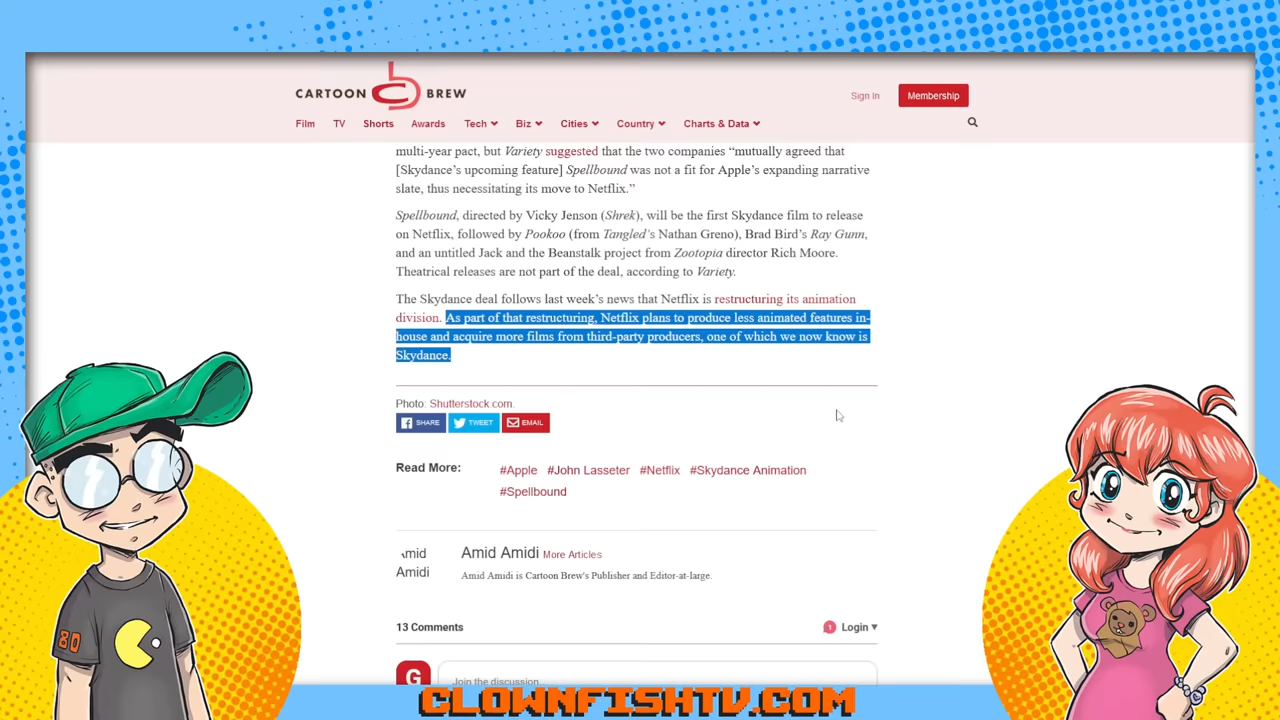 CARTOON BREW
Sign In
Membership
Film TV Shorts Awards Tech Biz Cities Country Charts & Data
multi-year pact, but Variety suggested that the two companies “mutually agreed that
[Skydance’s upcoming feature] Spellbound was not a fit for Apple’s expanding narrative
slate, thus necessitating its move to Netflix.”
Spellbound, directed by Vicky Jenson (Shrek), will be the first Skydance film to release
on Netflix, followed by Pookoo (from Tangled’s Nathan Greno), Brad Bird’s Ray Gunn,
and an untitled Jack and the Beanstalk project from Zootopia director Rich Moore.
Theatrical releases are not part of the deal, according to Variety.
The Skydance deal follows last week’s news that Netflix is restructuring its animation
division. As part of that restructuring, Netflix plans to produce less animated features in-
house and acquire more films from third-party producers, one of which we now know is
Skydance.
Photo: Shutterstock.com.
SHARE TWEET EMAIL
Read More: #Apple #John Lasseter #Netflix #Skydance Animation
#Spellbound
Amid Amidi More Articles
Amid Amidi is Cartoon Brew's Publisher and Editor-at-large.
Amidi
13 Comments
1 Login
G Join the discussion
80
CLOWNFISHTV.COM